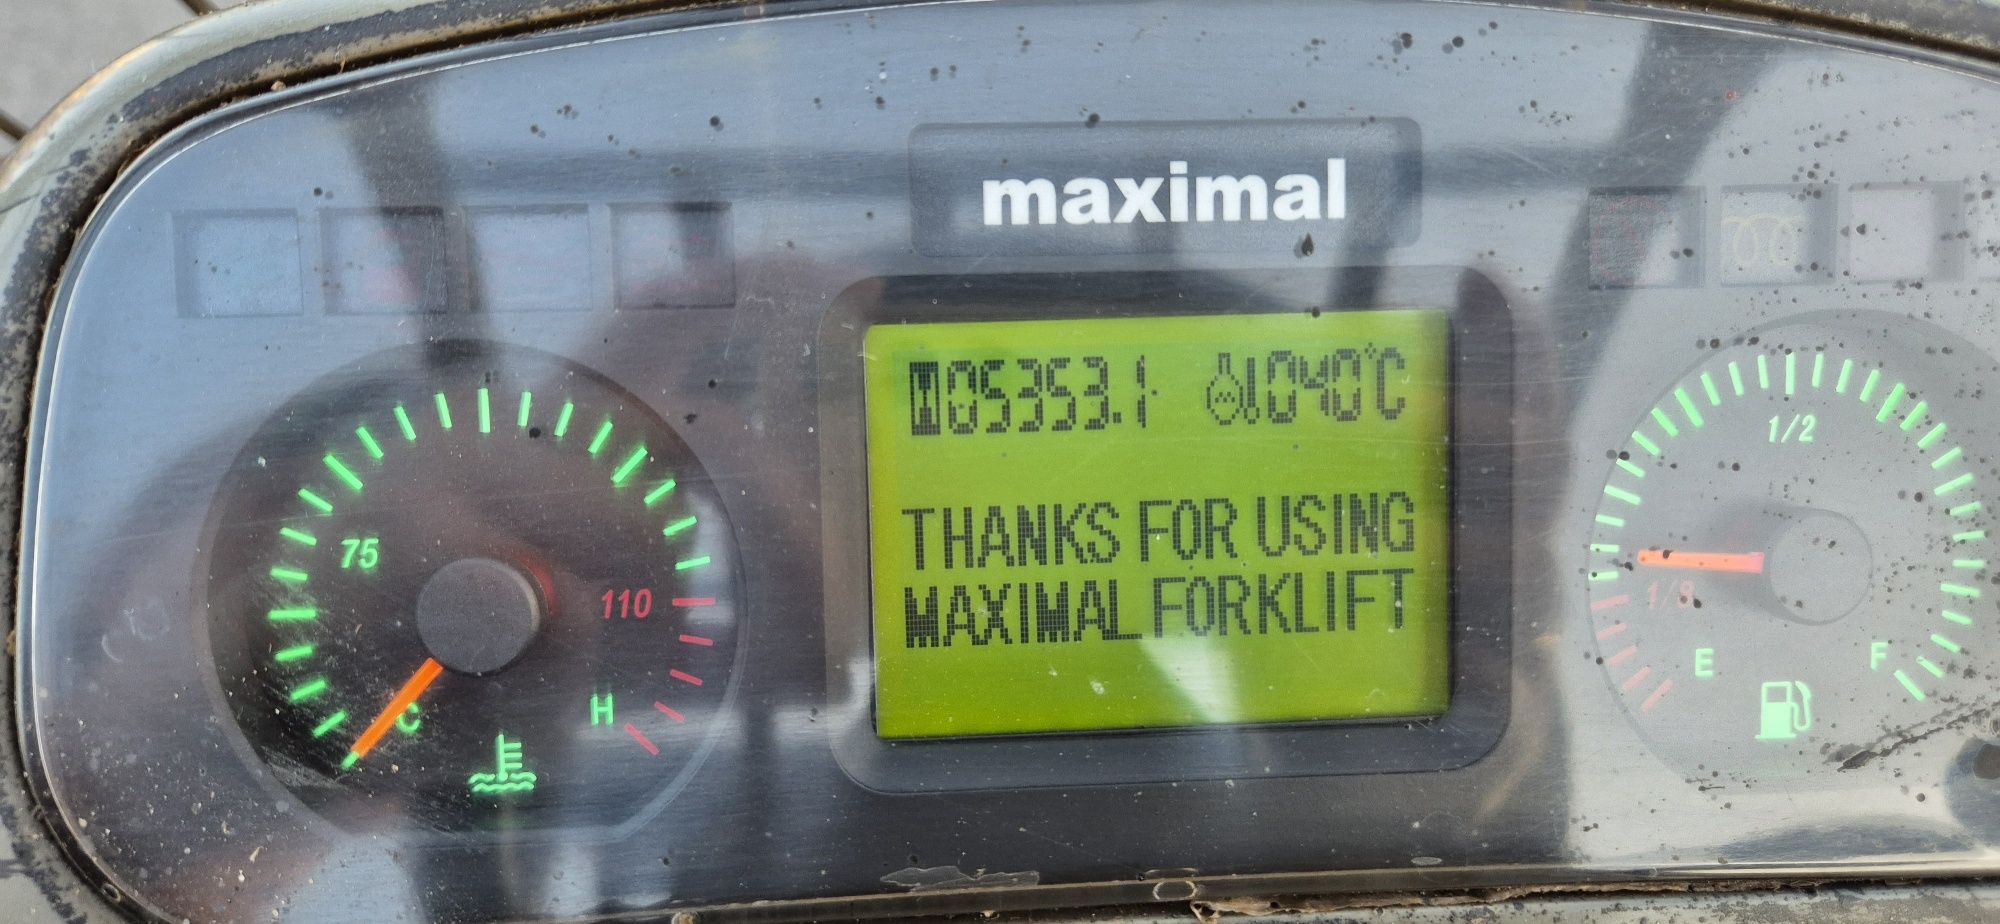 maximal
05353.1 040°C
THANKS FOR USING
MAXIMAL FORKLIFT
75
110
C
H
1/2
1/8
E
F